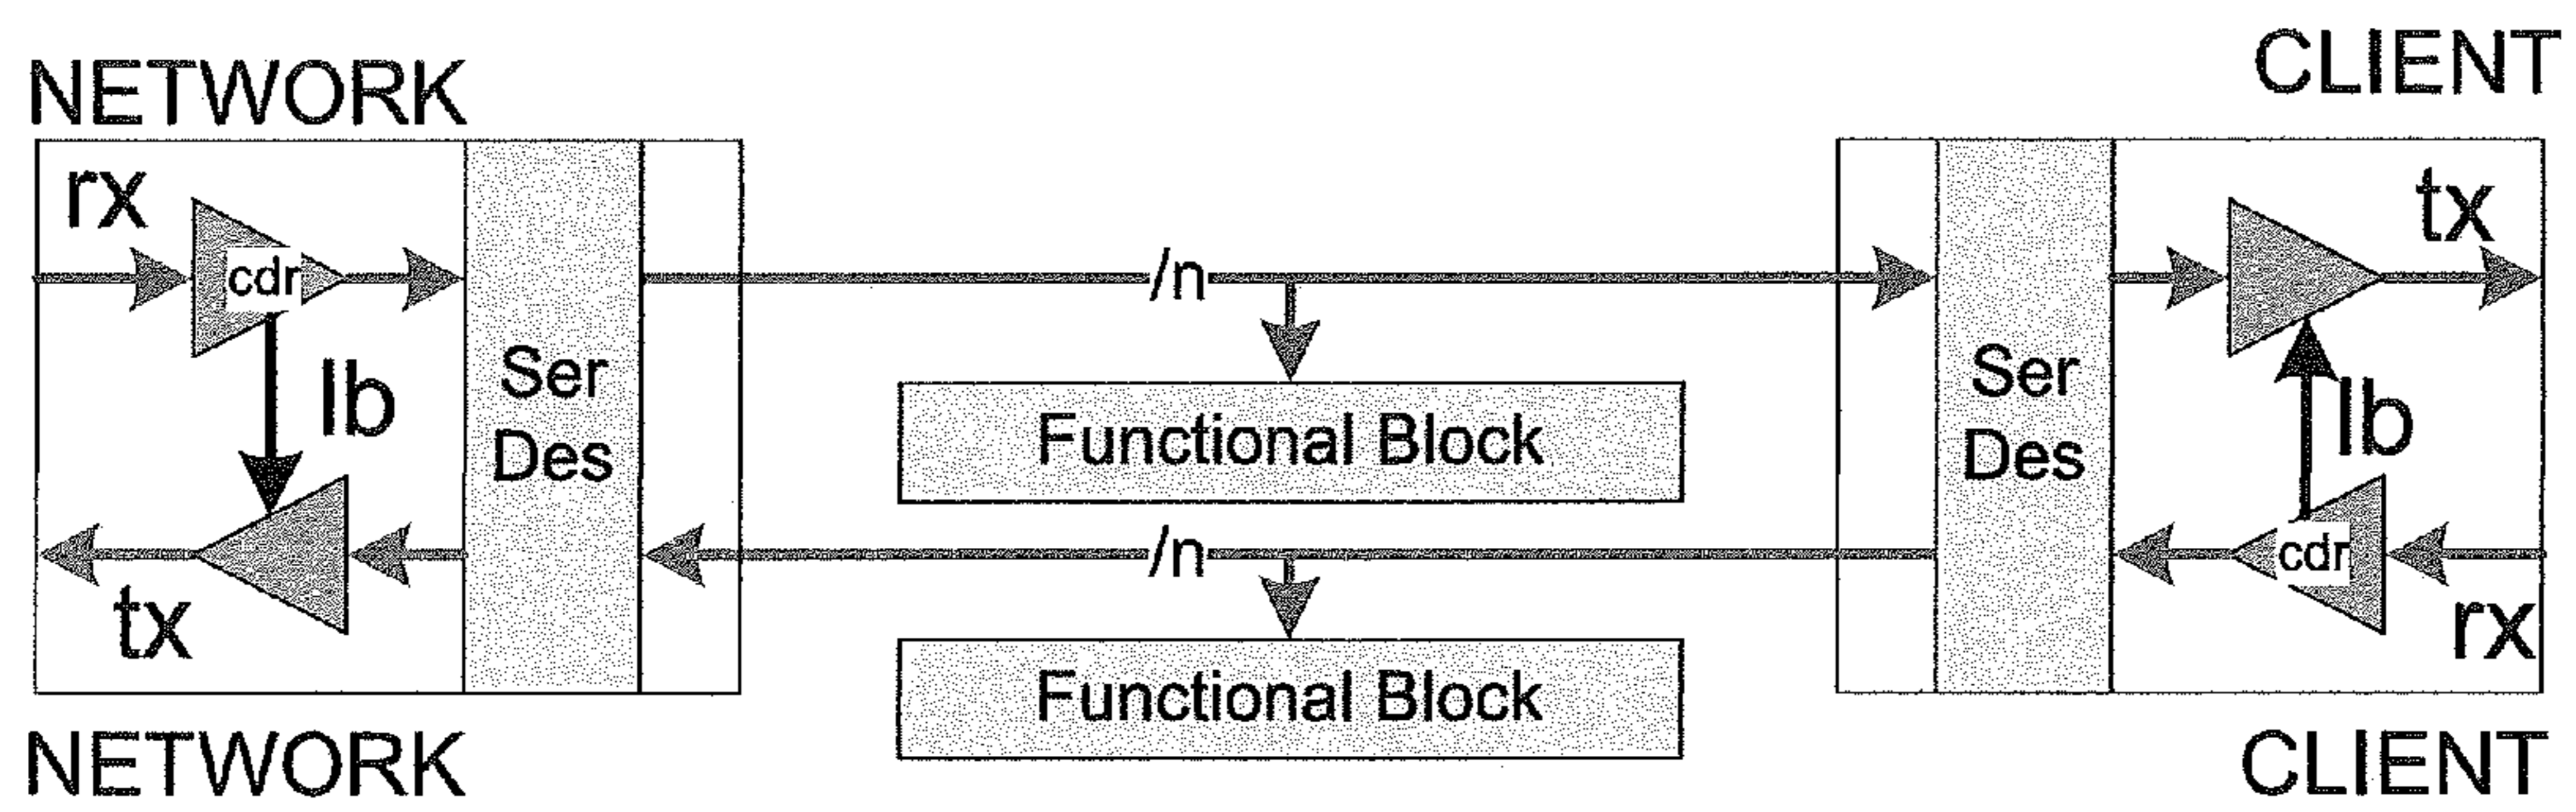 NETWORK
CLIENT
rx
tx
cdr
/n
Ser
Des
Ser
Des
lb
lb
Functional Block
cdr
/n
tx
rx
Functional Block
NETWORK
CLIENT